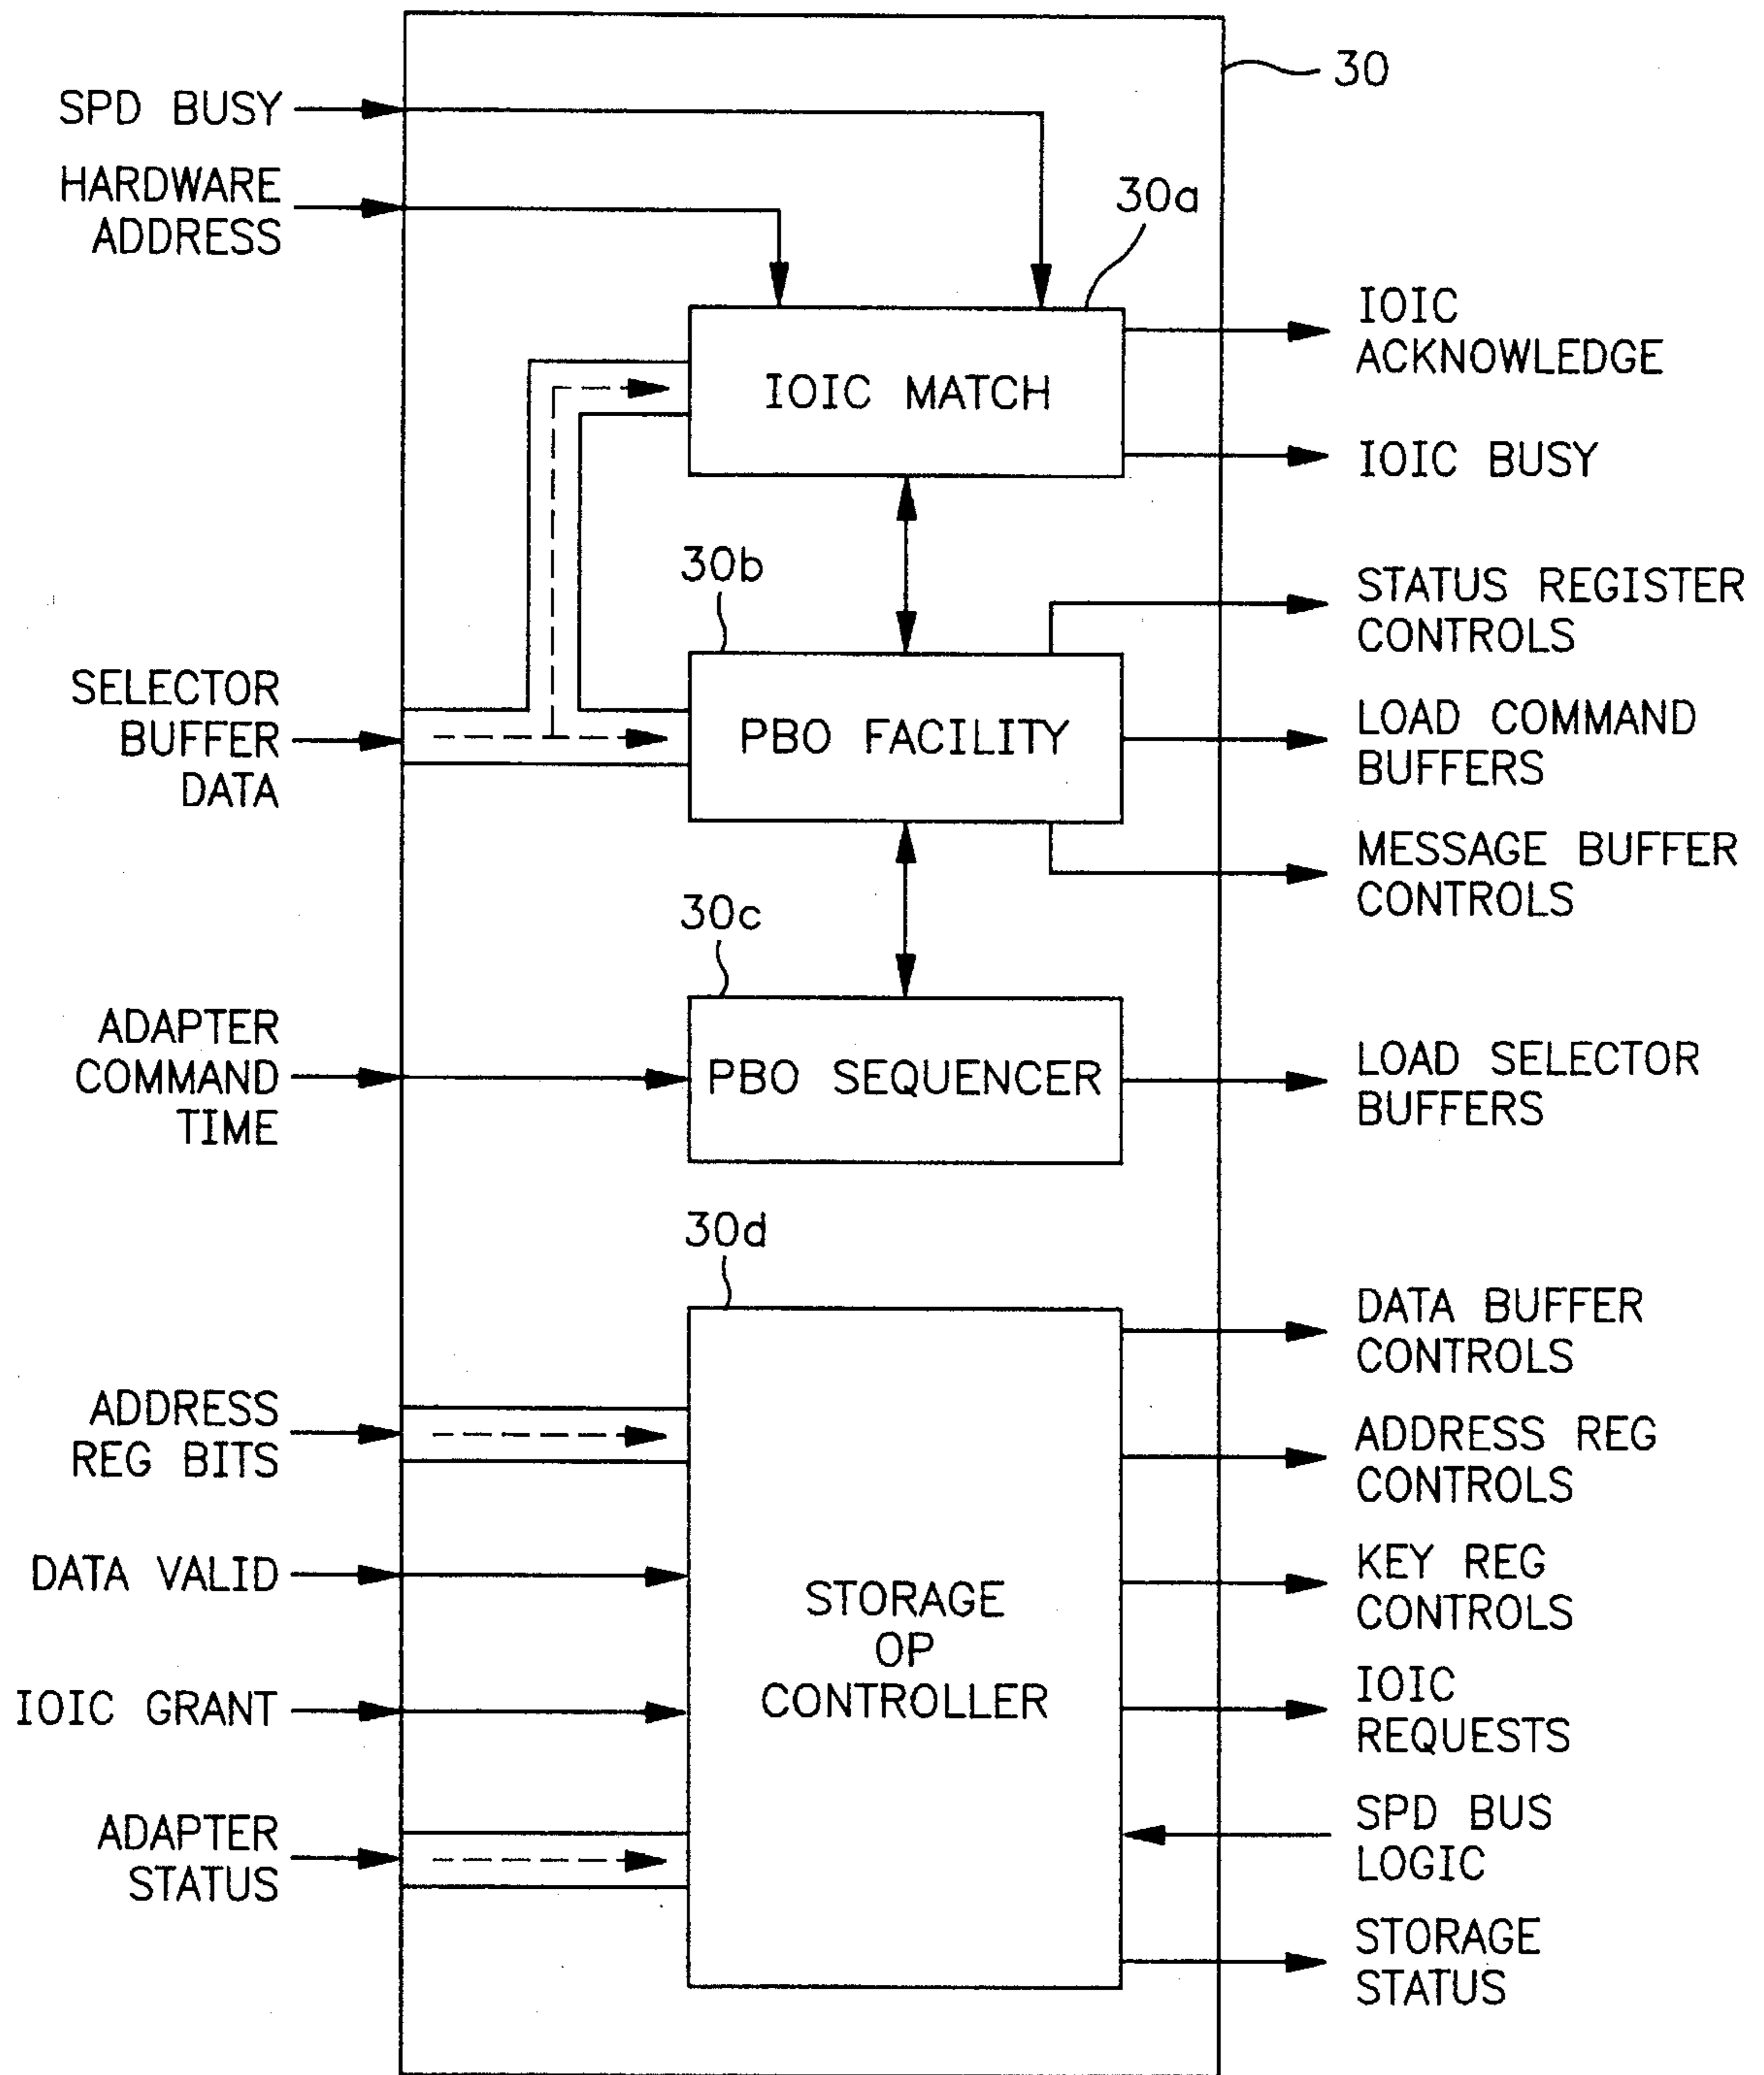 30
SPD BUSY
HARDWARE
ADDRESS
30a
IOIC
ACKNOWLEDGE
IOIC MATCH
IOIC BUSY
30b
STATUS REGISTER
CONTROLS
SELECTOR
BUFFER
DATA
PBO FACILITY
LOAD COMMAND
BUFFERS
MESSAGE BUFFER
CONTROLS
30c
ADAPTER
COMMAND
TIME
PBO SEQUENCER
LOAD SELECTOR
BUFFERS
30d
DATA BUFFER
CONTROLS
ADDRESS
REG BITS
ADDRESS REG
CONTROLS
DATA VALID
KEY REG
CONTROLS
STORAGE
OP
CONTROLLER
IOIC GRANT
IOIC
REQUESTS
ADAPTER
STATUS
SPD BUS
LOGIC
STORAGE
STATUS